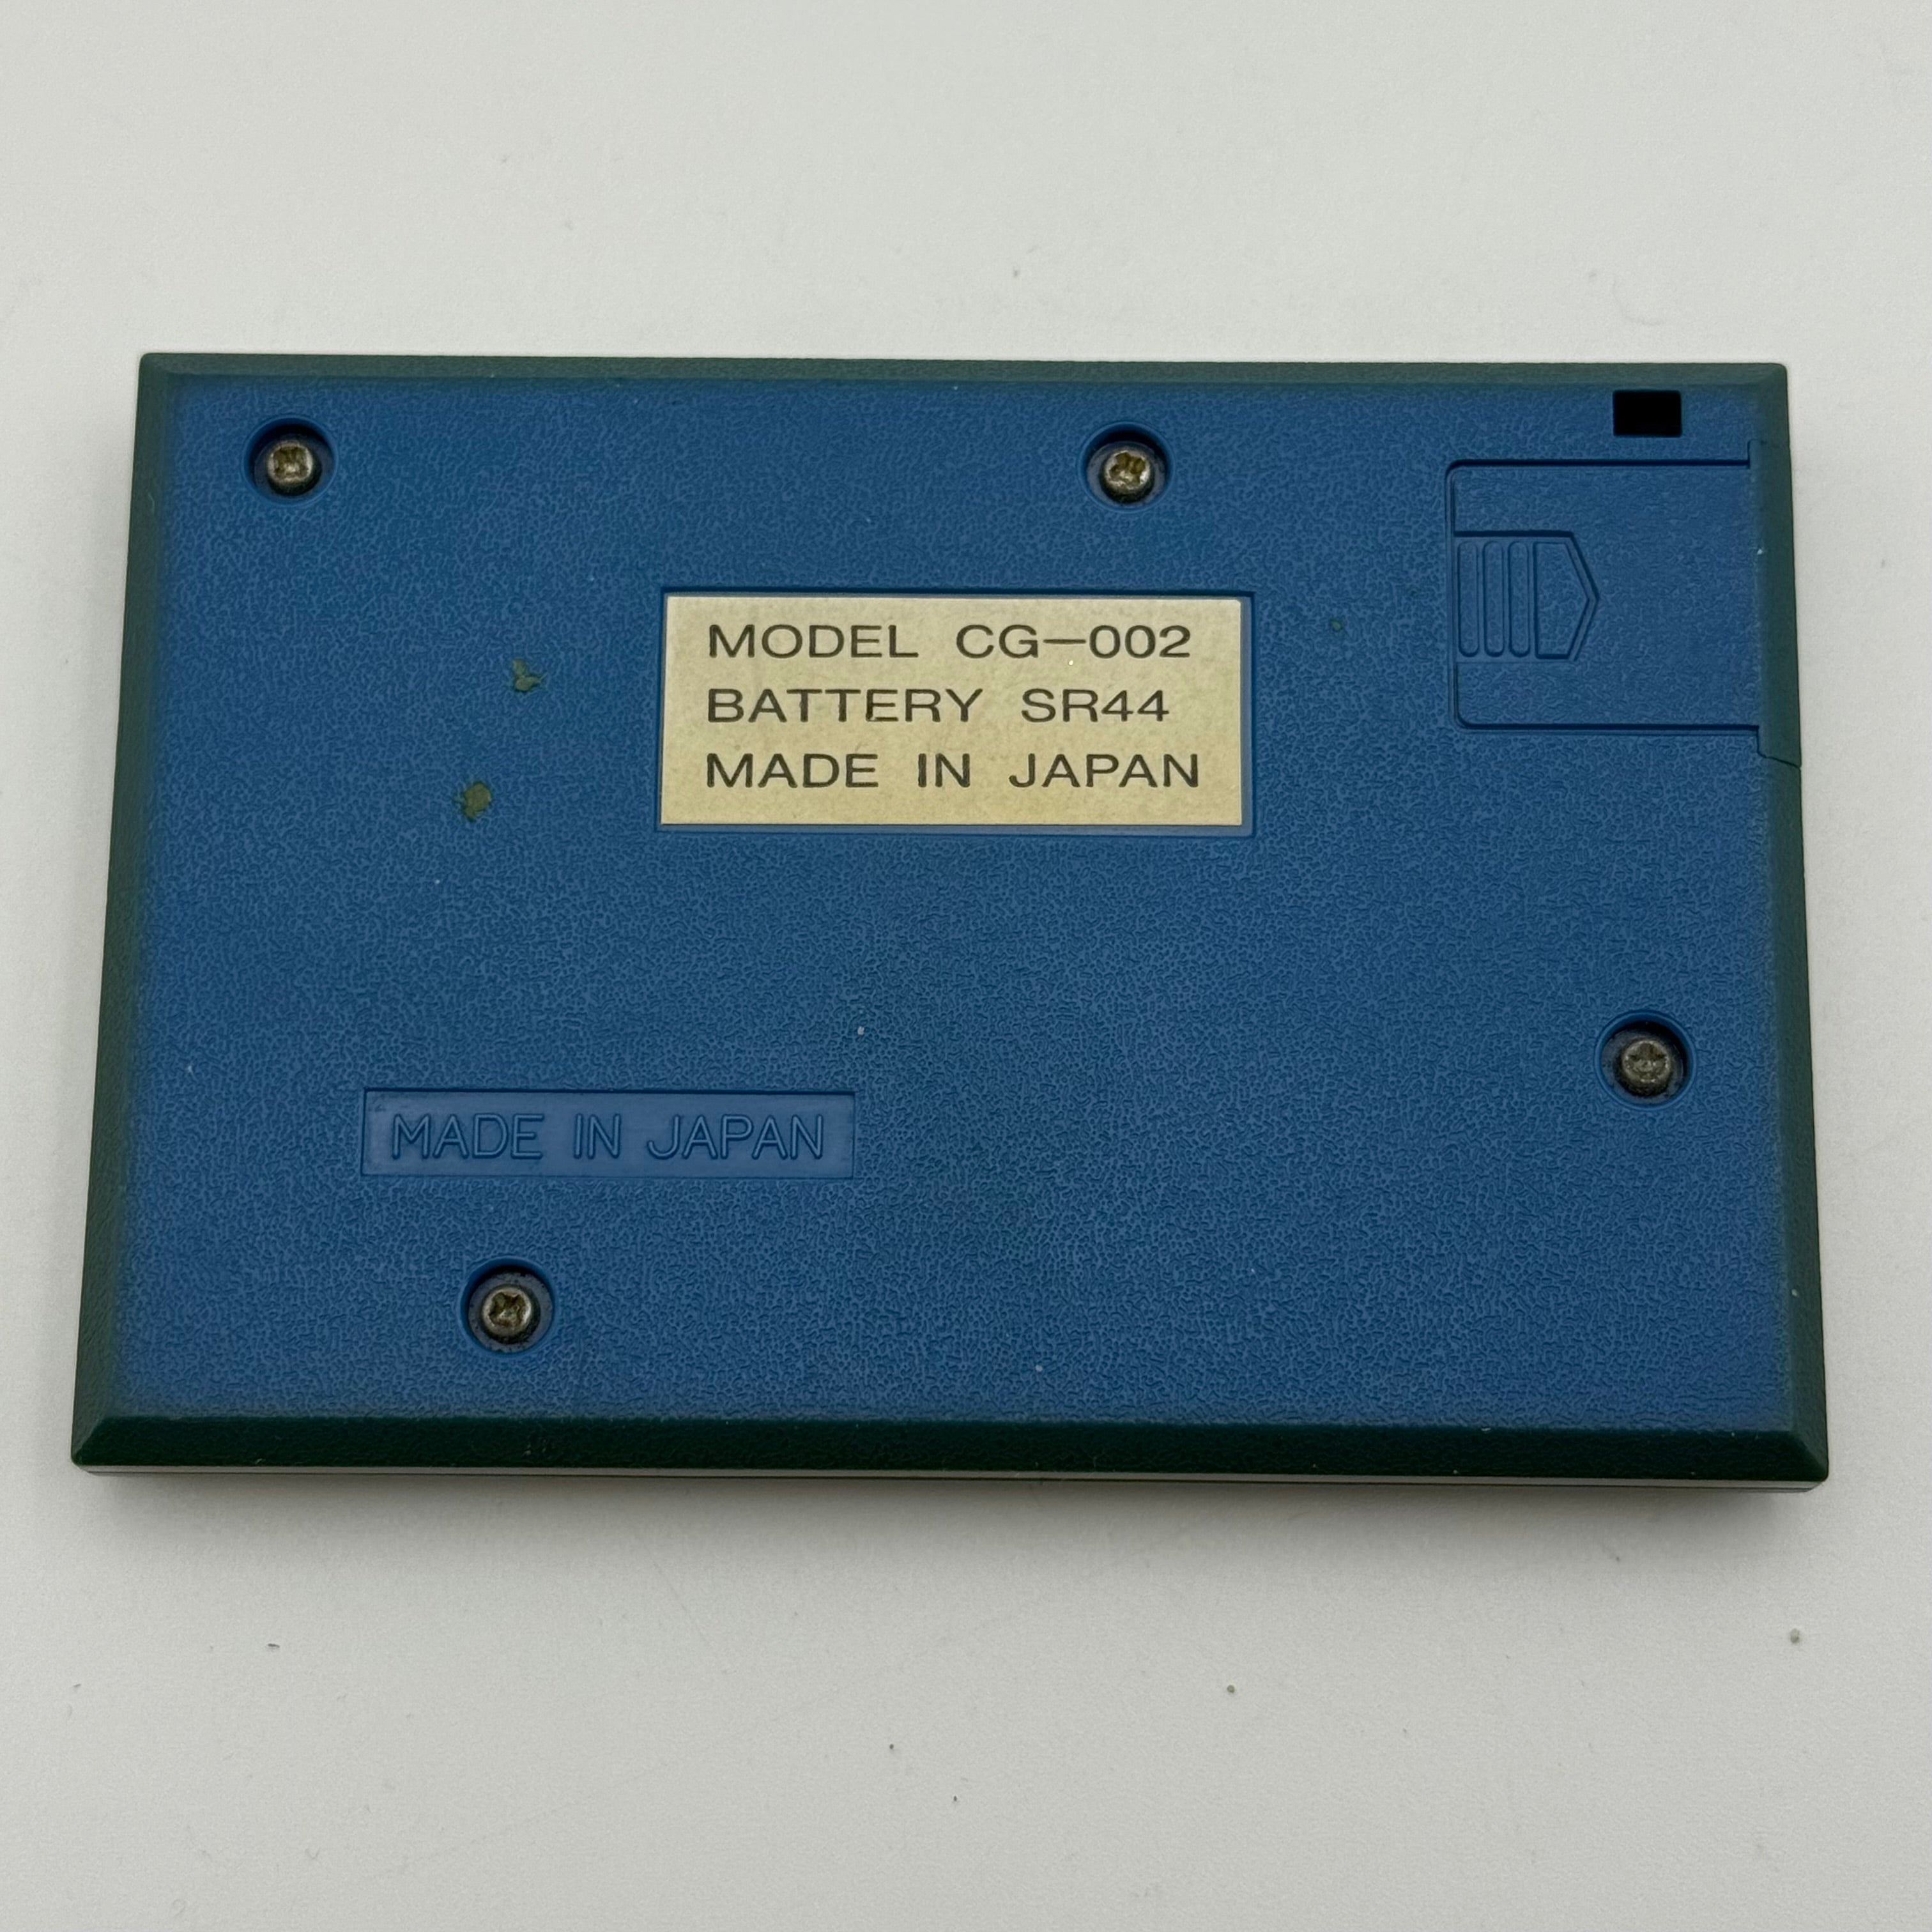 MODEL CG-002
BATTERY SR44
MADE IN JAPAN
MADE IN JAPAN